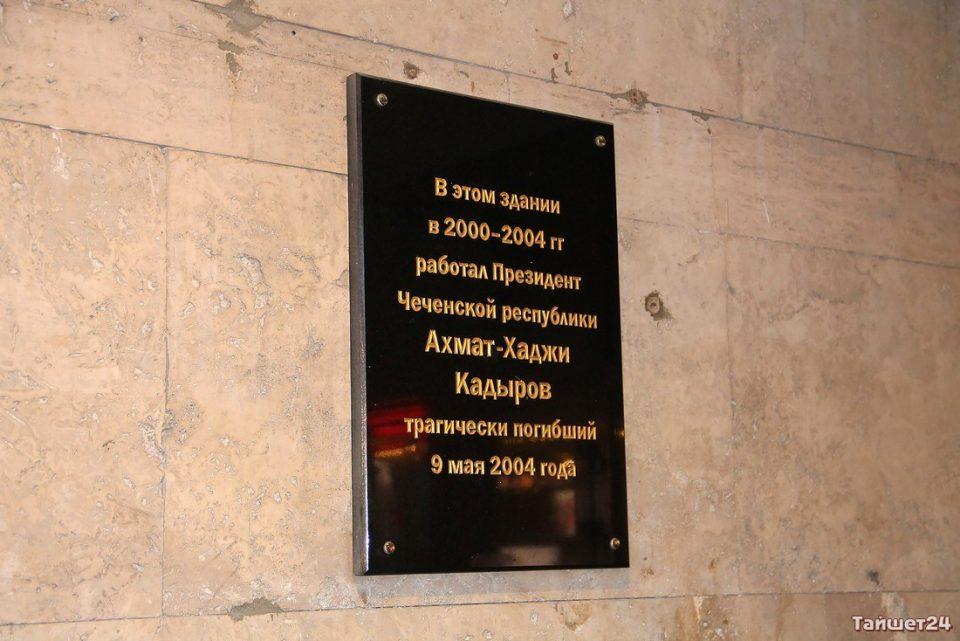 В этом здании
в 2000-2004 гг
работал Президент
Чеченской республики
Ахмат-Хаджи
Кадыров
трагически погибший
9 мая 2004 года
Тайшет24